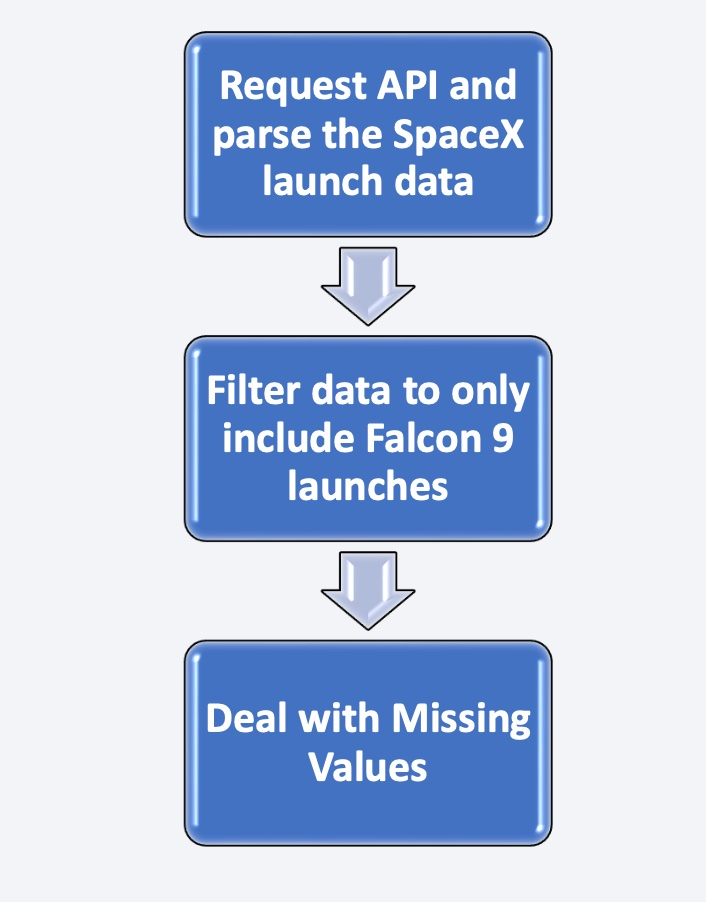 Request API and
parse the SpaceX
launch data
Filter data to only
include Falcon 9
launches
Deal with Missing
Values